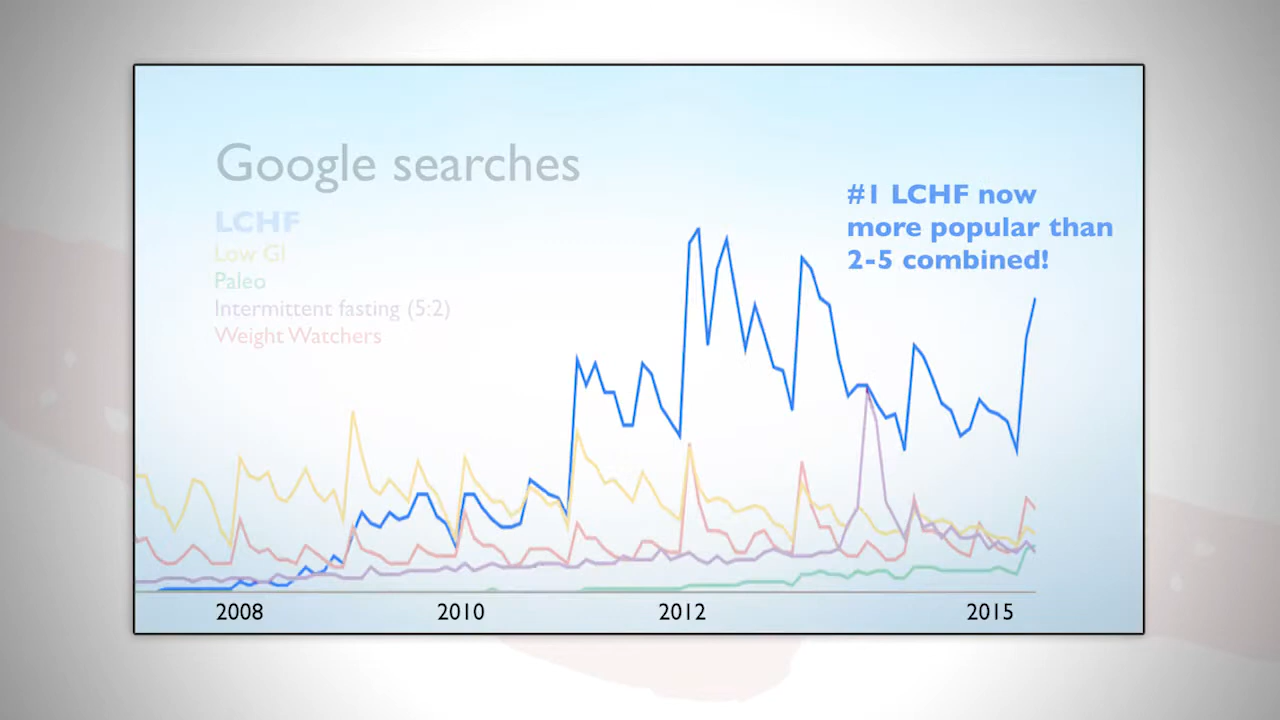 Google searches
LCHF
Low GI
Paleo
Intermittent fasting (5:2)
Weight Watchers
#1 LCHF now
more popular than
2-5 combined!
2008
2010
2012
2015